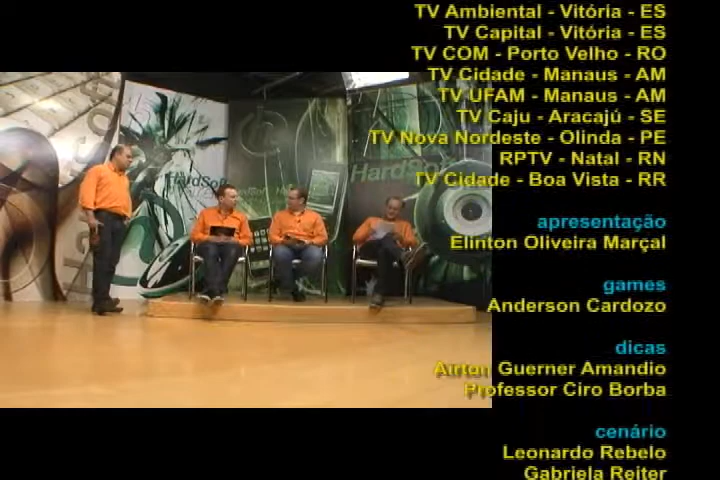 TV Ambiental - Vitória - ES
TV Capital - Vitória - ES
TV COM - Porto Velho - RO
TV Cidade - Manaus - AM
TV UFAM - Manaus - AM
TV Caju - Aracajú - SE
TV Nova Nordeste - Olinda - PE
RPTV - Natal - RN
TV Cidade - Boa Vista - RR
apresentação
Elinton Oliveira Marçal
games
Anderson Cardozo
dicas
Airton Guerner Amandio
Professor Ciro Borba
cenário
Leonardo Rebelo
Gabriela Reiter
HardSoft
HardSoft